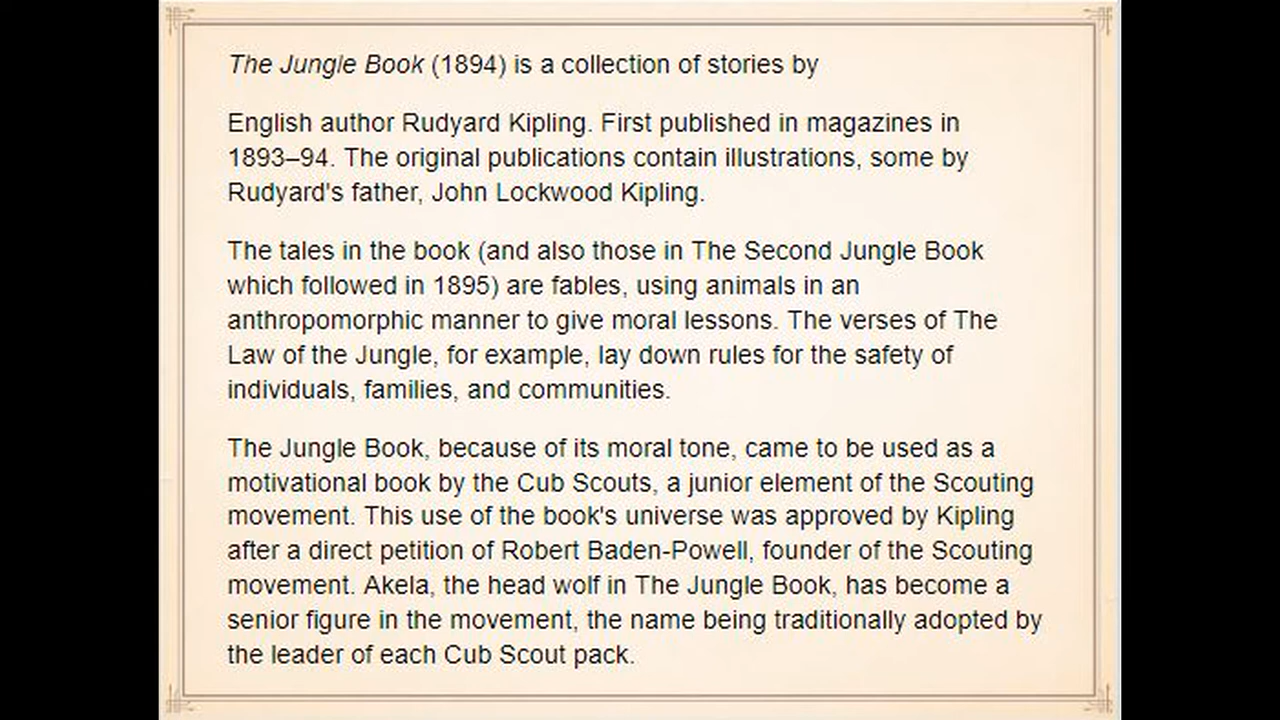 The Jungle Book (1894) is a collection of stories by
English author Rudyard Kipling. First published in magazines in
1893–94. The original publications contain illustrations, some by
Rudyard's father, John Lockwood Kipling.
The tales in the book (and also those in The Second Jungle Book
which followed in 1895) are fables, using animals in an
anthropomorphic manner to give moral lessons. The verses of The
Law of the Jungle, for example, lay down rules for the safety of
individuals, families, and communities.
The Jungle Book, because of its moral tone, came to be used as a
motivational book by the Cub Scouts, a junior element of the Scouting
movement. This use of the book's universe was approved by Kipling
after a direct petition of Robert Baden-Powell, founder of the Scouting
movement. Akela, the head wolf in The Jungle Book, has become a
senior figure in the movement, the name being traditionally adopted by
the leader of each Cub Scout pack.